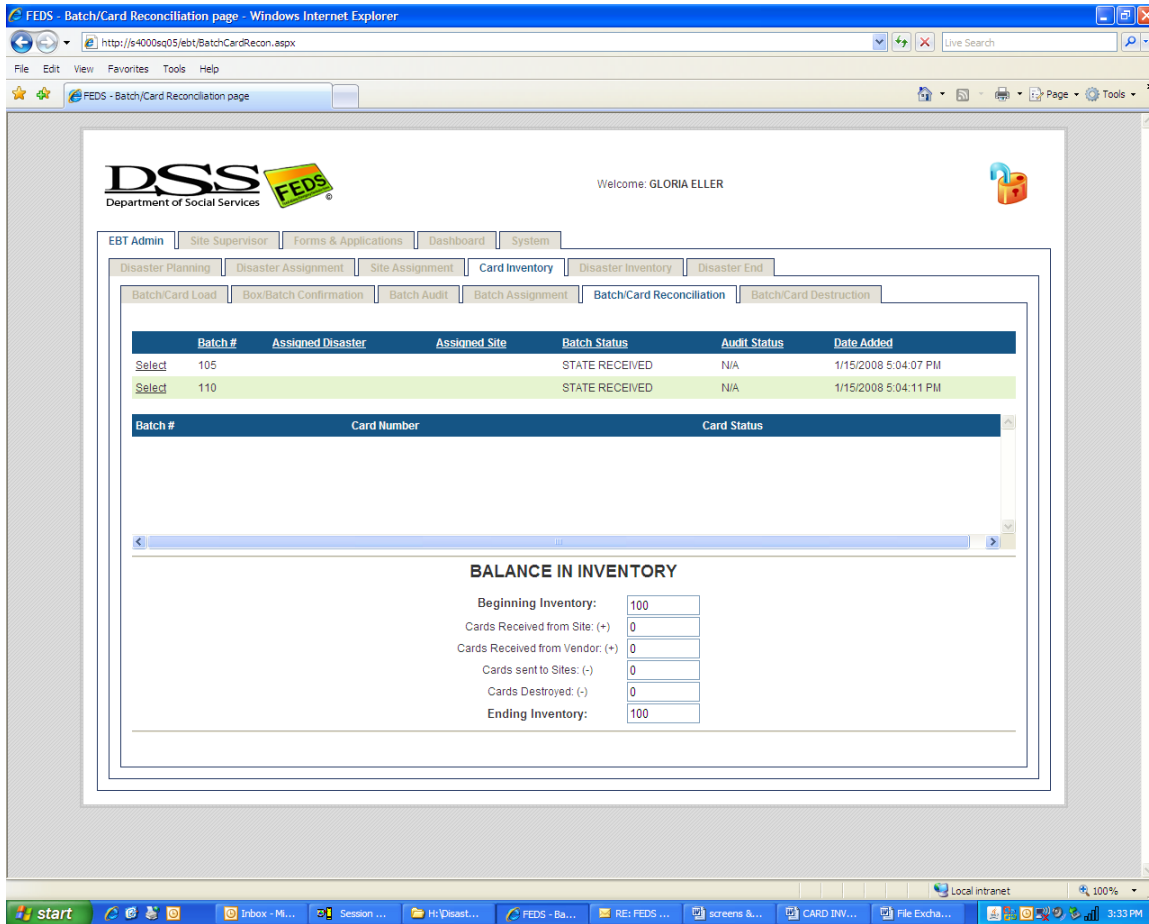 FEDS - Batch/Card Reconciliation page - Windows Internet Explorer
http://s4000sq05/ebt/BatchCardRecon.aspx Live Search
File Edit View Favorites Tools Help
FEDS - Batch/Card Reconciliation page Page Tools
DSS FEDS ©
Department of Social Services
Welcome: GLORIA ELLER
EBT Admin Site Supervisor Forms & Applications Dashboard System
Disaster Planning Disaster Assignment Site Assignment Card Inventory Disaster Inventory Disaster End
Batch/Card Load Box/Batch Confirmation Batch Audit Batch Assignment Batch/Card Reconciliation Batch/Card Destruction
Batch # Assigned Disaster Assigned Site Batch Status Audit Status Date Added
Select 105 STATE RECEIVED N/A 1/15/2008 5:04:07 PM
Select 110 STATE RECEIVED N/A 1/15/2008 5:04:11 PM
Batch # Card Number Card Status
BALANCE IN INVENTORY
Beginning Inventory: 100
Cards Received from Site: (+) 0
Cards Received from Vendor: (+) 0
Cards sent to Sites: (-) 0
Cards Destroyed: (-) 0
Ending Inventory: 100
Local intranet 100%
start Inbox - Mi... Session ... H:\Disast... FEDS - Ba... RE: FEDS ... screens &... CARD INV... File Excha... 3:33 PM